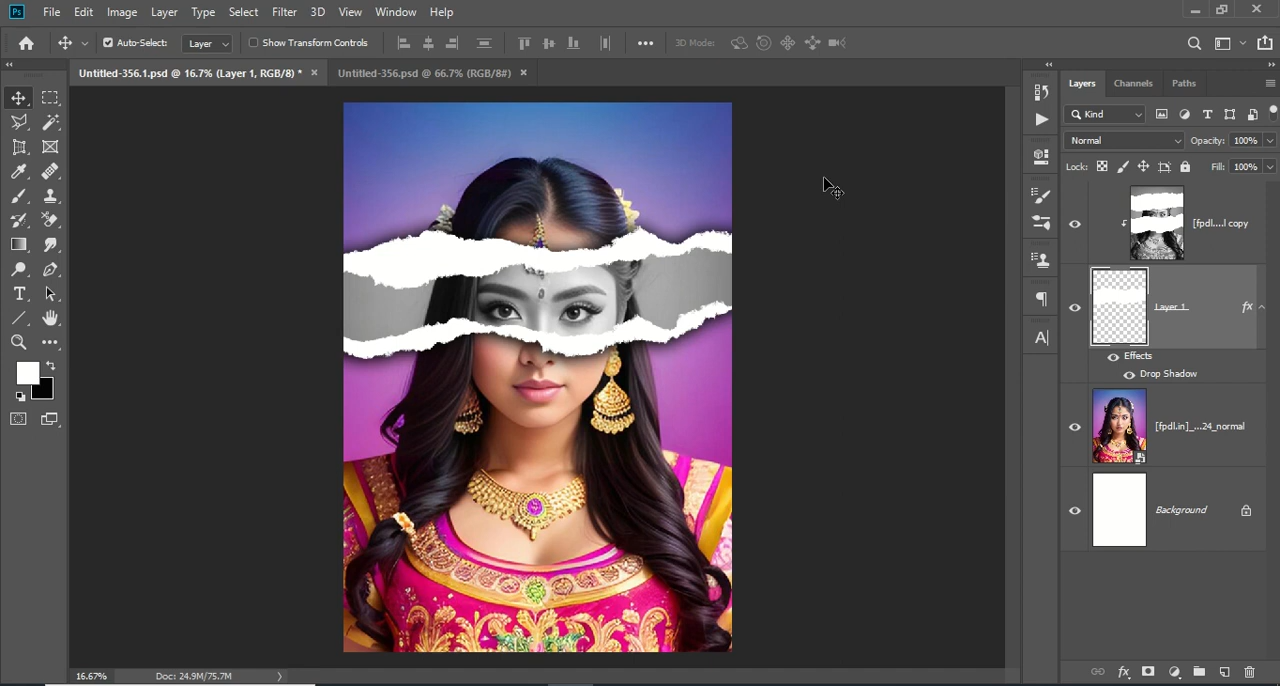 Ps File Edit Image Layer Type Select Filter 3D View Window Help
Auto-Select: Layer Show Transform Controls 3D Mode:
Untitled-356.1.psd @ 16.7% (Layer 1, RGB/8) * × Untitled-356.psd @ 66.7% (RGB/8#) ×
Layers Channels Paths
Kind
Normal Opacity: 100%
Lock: Fill: 100%
[fpdl....l copy
Layer 1 fx
Effects
Drop Shadow
[fpdl.in]_...24_normal
Background
16.67% Doc: 24.9M/75.7M